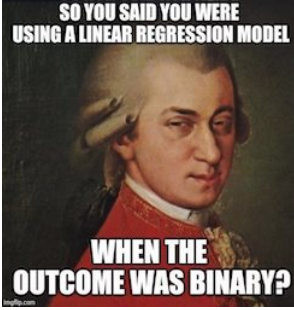 SO YOU SAID YOU WERE
USING A LINEAR REGRESSION MODEL
WHEN THE
OUTCOME WAS BINARY?
imgflip.com